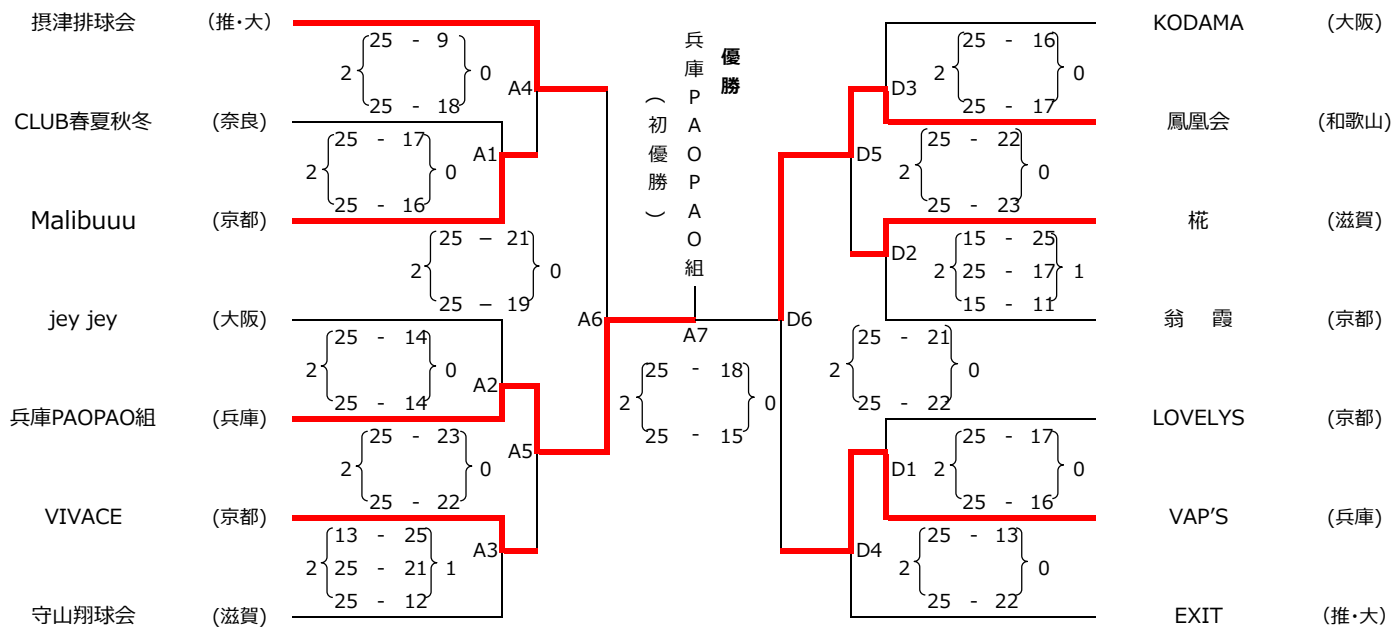 摂津排球会 (推・大)
25 - 9
2 0
25 - 18
A4
CLUB春夏秋冬 (奈良)
25 - 17
2 0
25 - 16
A1
Malibuuu (京都)
25 - 21
2 0
25 - 19
jey jey (大阪)
25 - 14
2 0
25 - 14
A2
A6
兵庫PAOPAO組 (兵庫)
25 - 23
2 0
25 - 22
A5
VIVACE (京都)
13 - 25
2 25 - 21 1
25 - 12
A3
守山翔球会 (滋賀)
優勝
兵庫PAOPAO組
(初優勝)
A7
25 - 18
2 0
25 - 15
KODAMA (大阪)
25 - 16
2 0
25 - 17
D3
鳳凰会 (和歌山)
25 - 22
2 0
25 - 23
D5
椛 (滋賀)
15 - 25
2 25 - 17 1
15 - 11
D2
翁 霞 (京都)
D6
25 - 21
2 0
25 - 22
LOVELYS (京都)
25 - 17
D1 2 0
25 - 16
VAP'S (兵庫)
25 - 13
2 0
25 - 22
D4
EXIT (推・大)